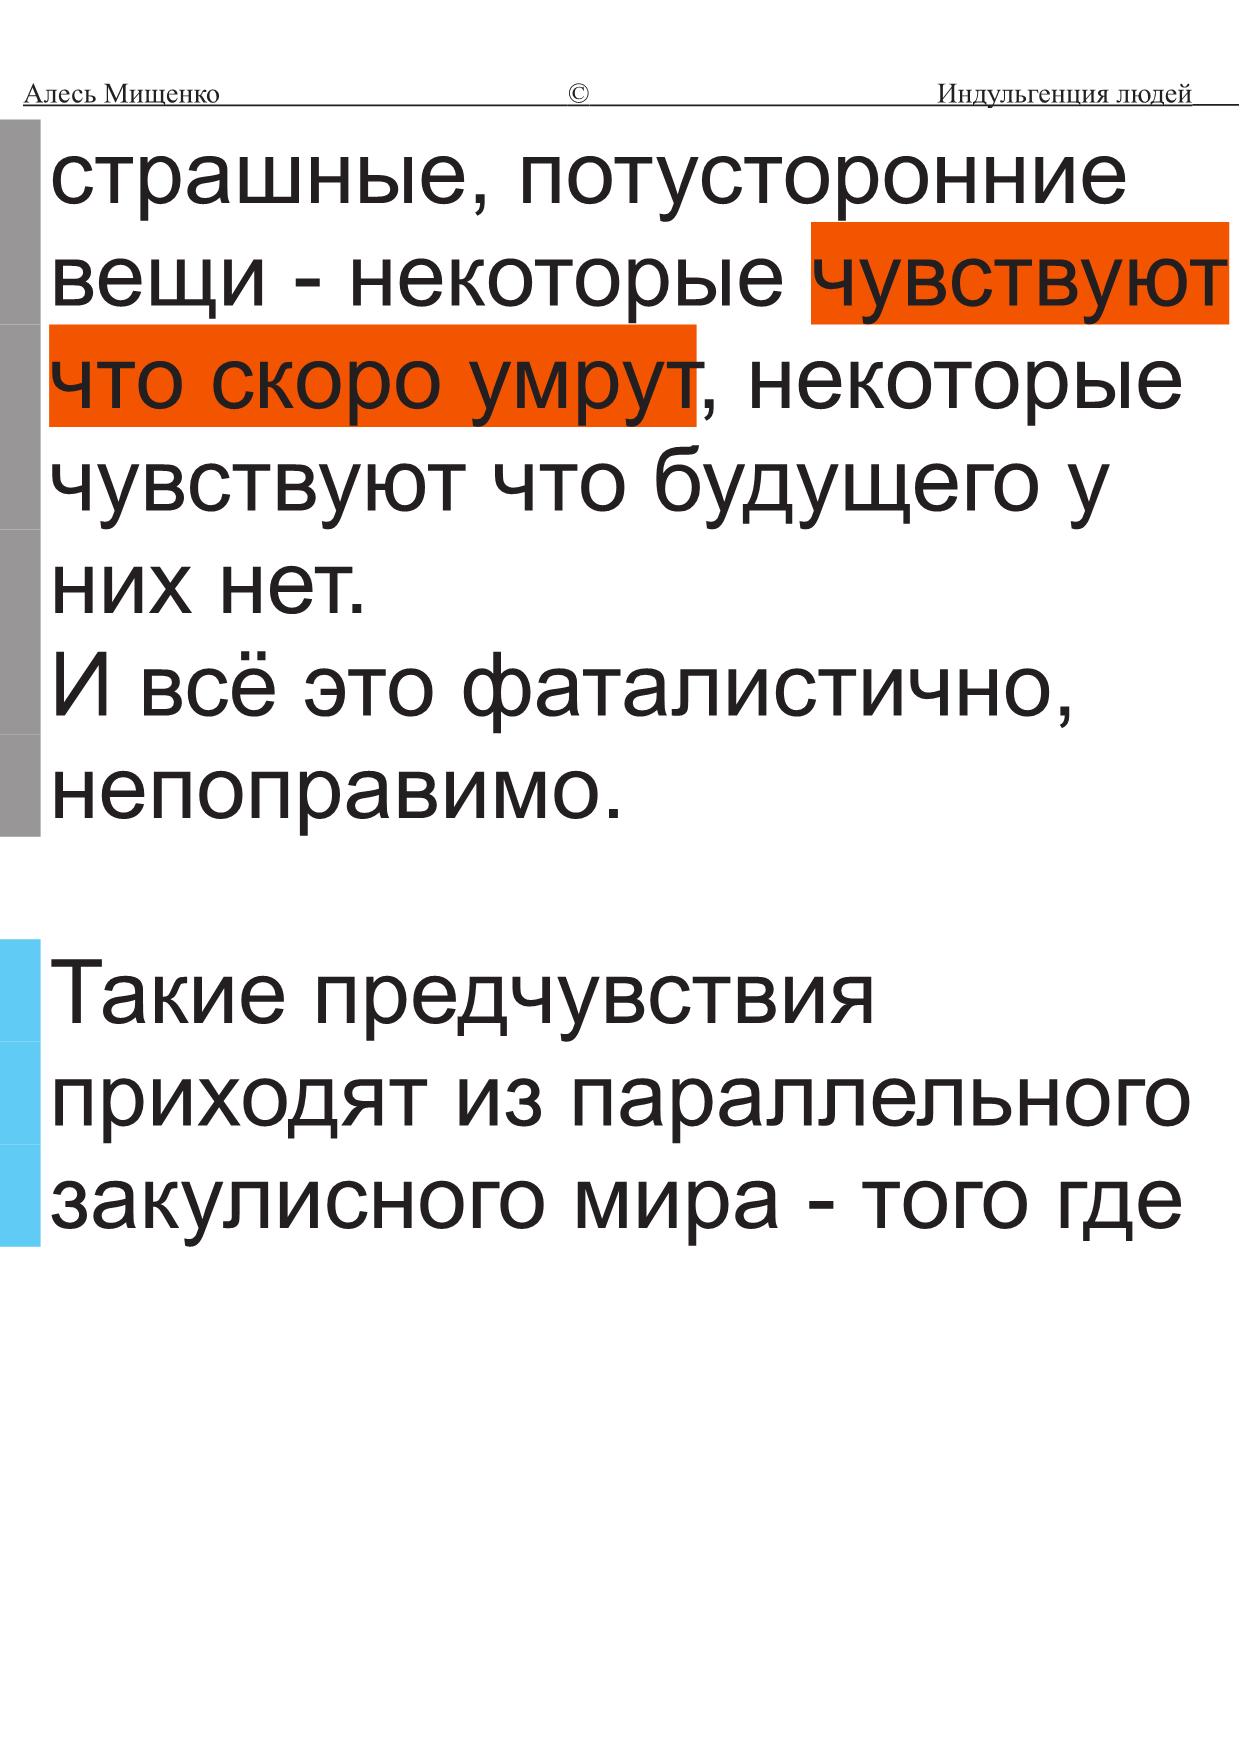 Алесь Мищенко © Индульгенция людей
страшные, потусторонние
вещи - некоторые чувствуют
что скоро умрут, некоторые
чувствуют что будущего у
них нет.
И всё это фаталистично,
непоправимо.
Такие предчувствия
приходят из параллельного
закулисного мира - того где